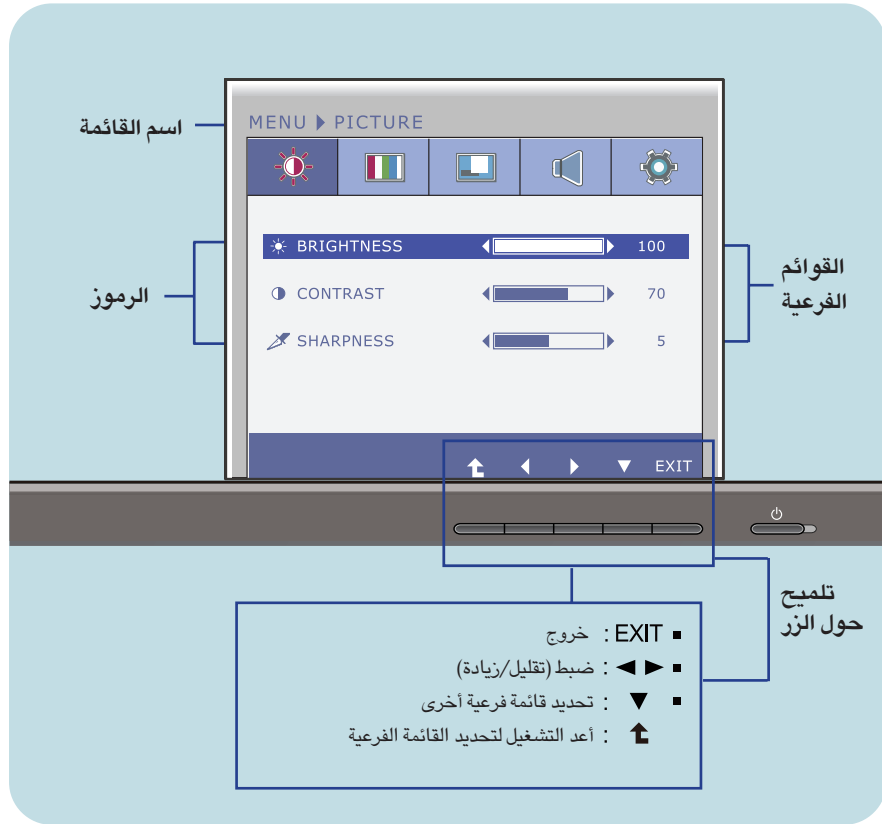 اسم القائمة
MENU PICTURE
BRIGHTNESS 100
CONTRAST 70
SHARPNESS 5
القوائم
الفرعية
الرموز
EXIT
تلميح
حول الزر
EXIT : خروج
◄ ► : ضبط (تقليل/زيادة)
▼ : تحديد قائمة فرعية أخرى
: أعد التشغيل لتحديد القائمة الفرعية